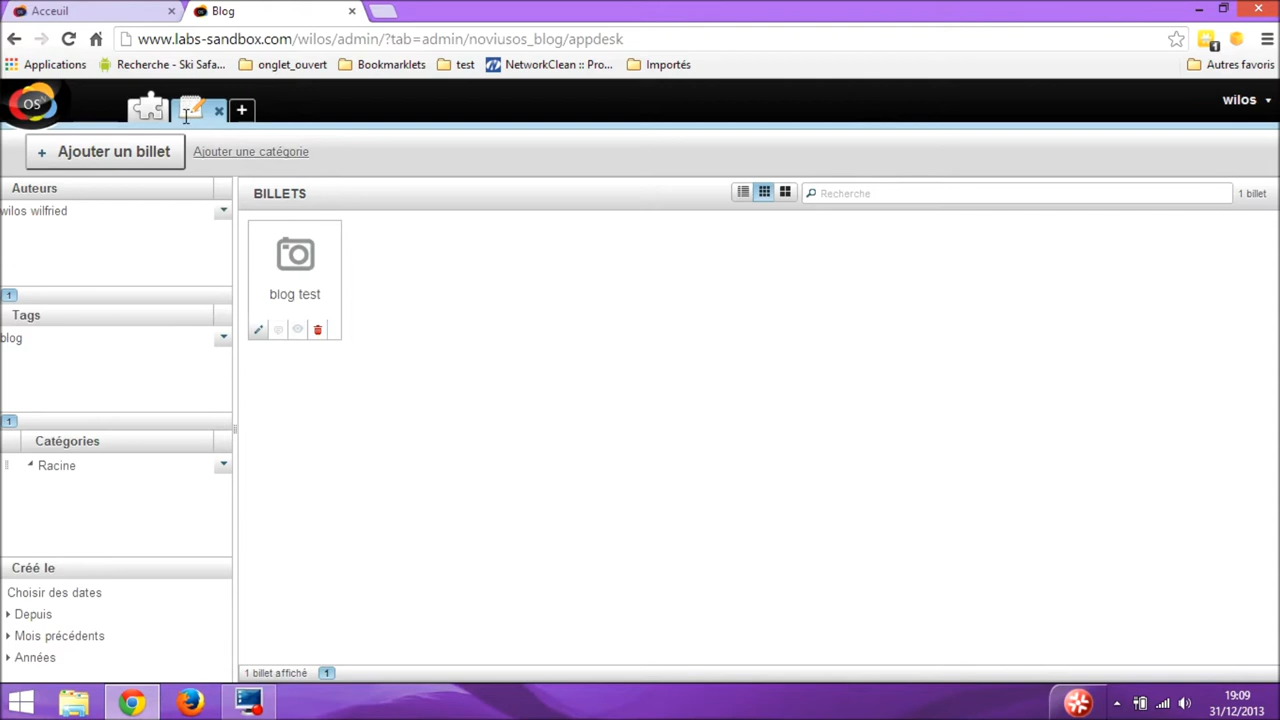 Acceuil
Blog
www.labs-sandbox.com/wilos/admin/?tab=admin/noviusos_blog/appdesk
1
Applications
Recherche - Ski Safa...
onglet_ouvert
Bookmarklets
test
NetworkClean :: Pro...
Importés
Autres favoris
OS
wilos
+ Ajouter un billet
Ajouter une catégorie
Auteurs
BILLETS
Recherche
1 billet
wilos wilfried
blog test
1
Tags
blog
1
Catégories
Racine
Créé le
Choisir des dates
Depuis
Mois précédents
Années
1 billet affiché
1
19:09
31/12/2013